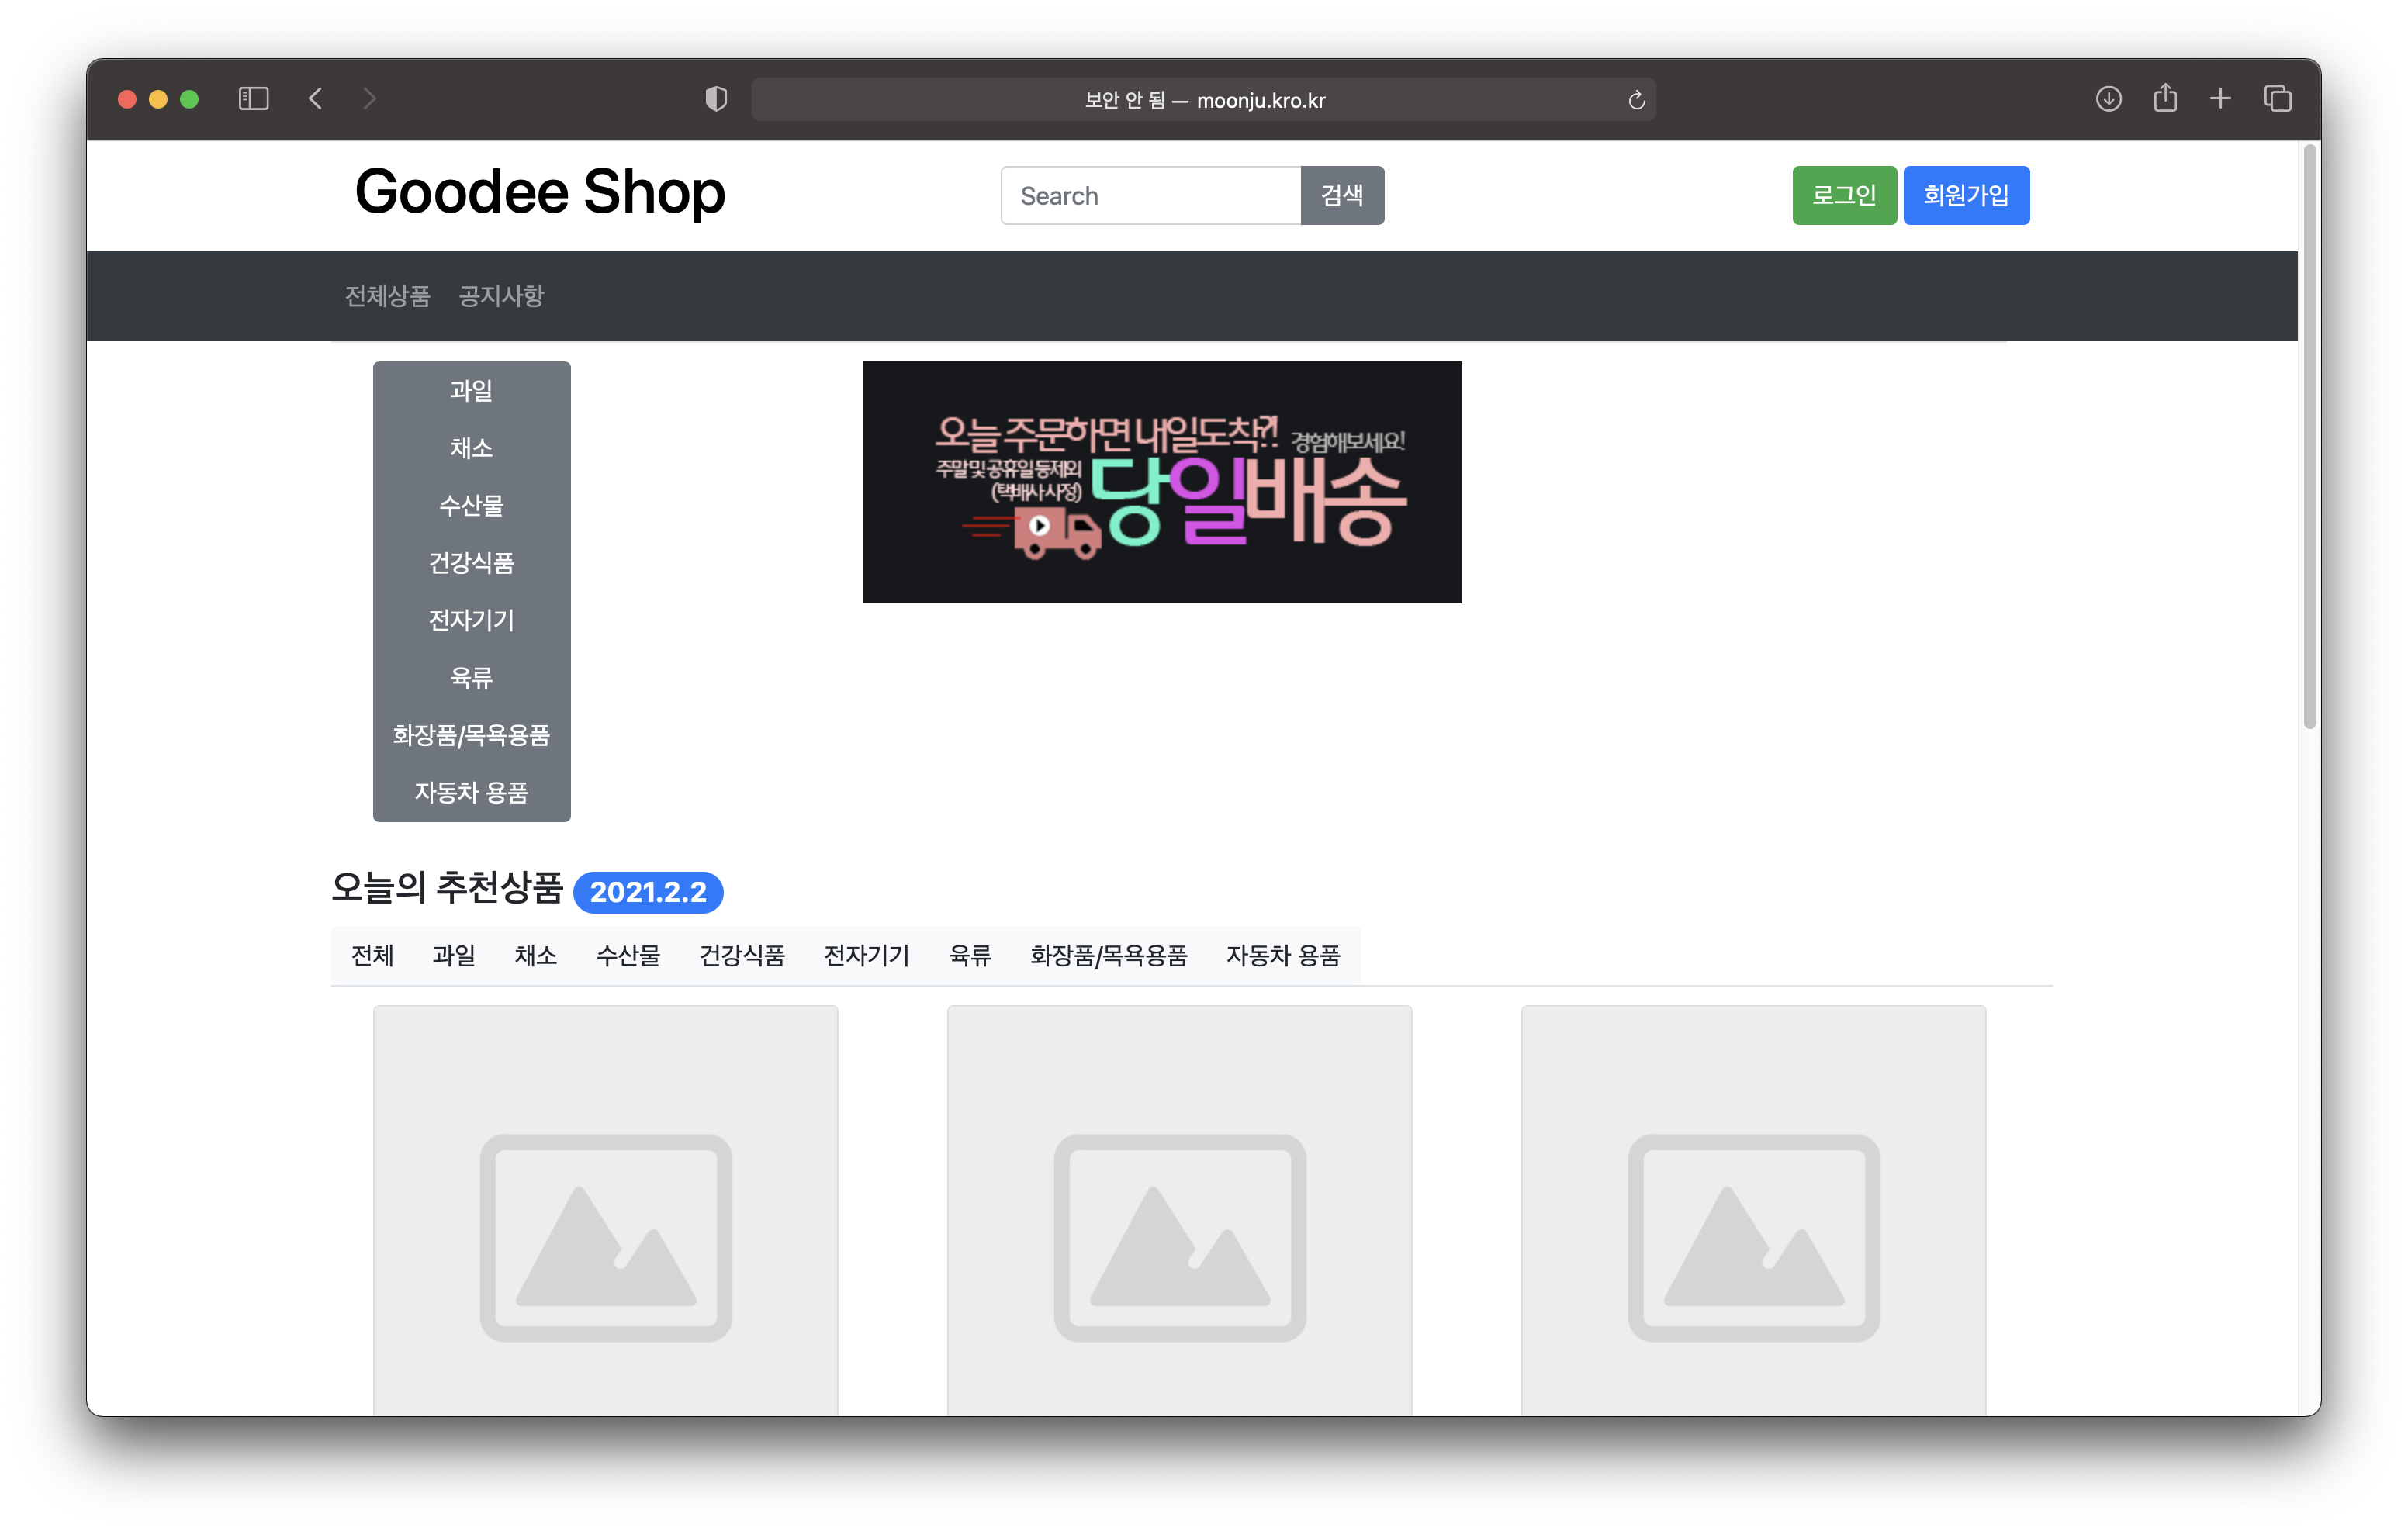 보안 안 됨 — moonju.kro.kr
Goodee Shop
Search 검색
로그인 회원가입
전체상품 공지사항
과일
채소
수산물
건강식품
전자기기
육류
화장품/목욕용품
자동차 용품
오늘 주문하면 내일도착?! 경험해보세요!
주말 및 공휴일 등 제외
(택배사 사정)
당일배송
오늘의 추천상품 2021.2.2
전체 과일 채소 수산물 건강식품 전자기기 육류 화장품/목욕용품 자동차 용품